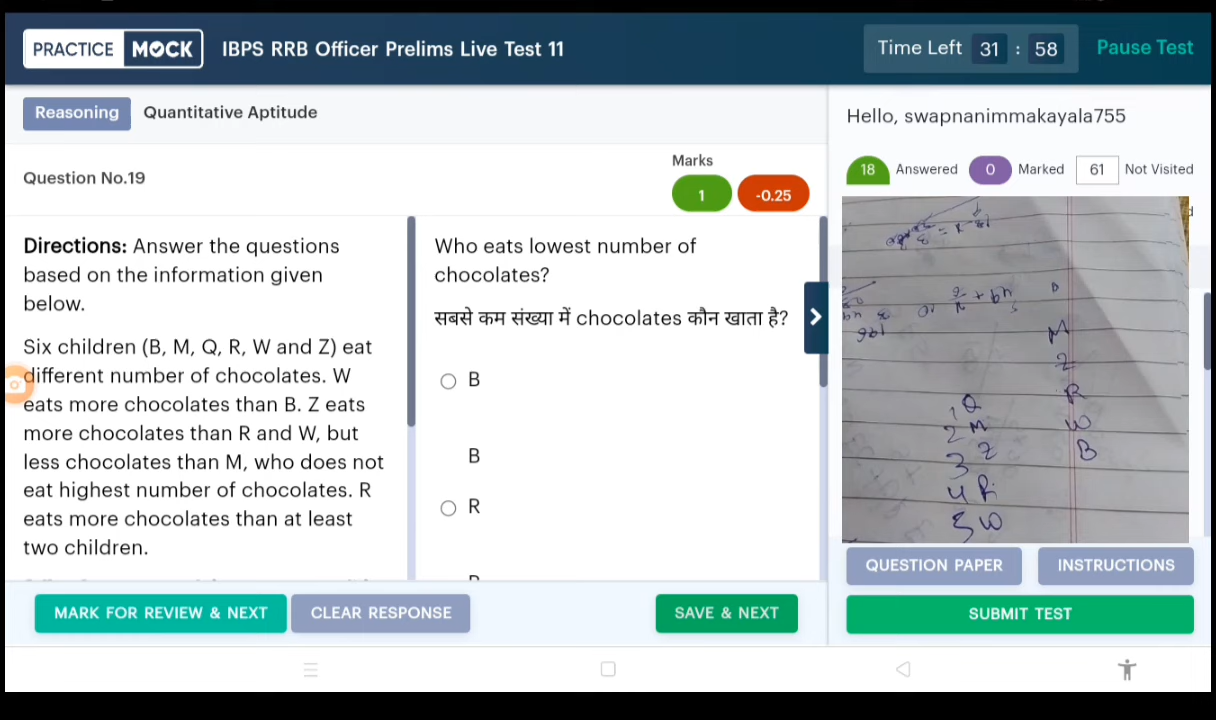 PRACTICE MOCK
IBPS RRB Officer Prelims Live Test 11
Time Left 31 : 58
Pause Test
Reasoning
Quantitative Aptitude
Hello, swapnanimmakayala755
Question No.19
Marks
1
-0.25
18 Answered
0 Marked
61 Not Visited
Directions: Answer the questions
based on the information given
below.
Six children (B, M, Q, R, W and Z) eat
different number of chocolates. W
eats more chocolates than B. Z eats
more chocolates than R and W, but
less chocolates than M, who does not
eat highest number of chocolates. R
eats more chocolates than at least
two children.
Who eats lowest number of
chocolates?
सबसे कम संख्या में chocolates कौन खाता है?
B
B
R
M
Z
R
W
B
1 Q
2 M
3 Z
4 R
5 W
QUESTION PAPER
INSTRUCTIONS
MARK FOR REVIEW & NEXT
CLEAR RESPONSE
SAVE & NEXT
SUBMIT TEST